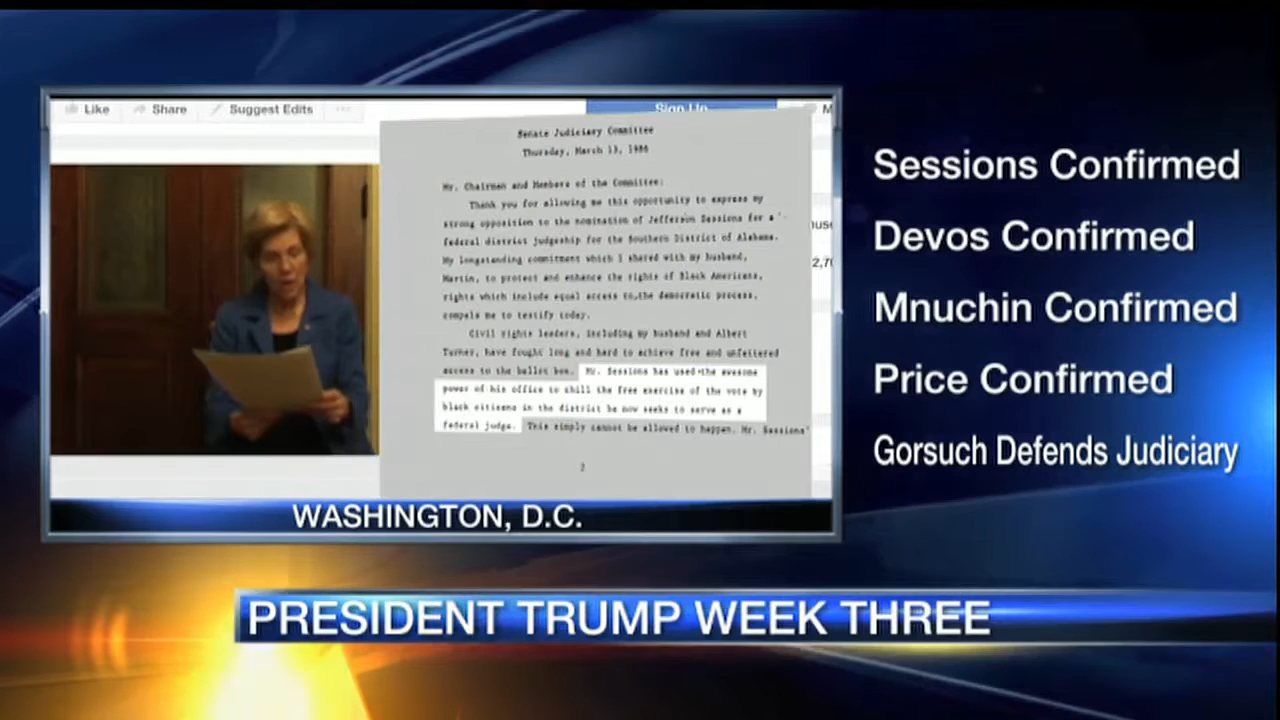 Like Share Suggest Edits ...
Sign Up
M
Senate Judiciary Committee
Thursday, March 13, 1986
Mr. Chairman and Members of the Committee:
Thank you for allowing me this opportunity to express my
strong opposition to the nomination of Jefferson Sessions for a
federal district judgeship for the Southern District of Alabama.
My longstanding commitment which I shared with my husband,
Martin, to protect and enhance the rights of Black Americans,
rights which include equal access to the democratic process,
compels me to testify today.
Civil rights leaders, including my husband and Albert
Turner, have fought long and hard to achieve free and unfettered
access to the ballot box. Mr. Sessions has used the awesome
power of his office to chill the free exercise of the vote by
black citizens in the district he now seeks to serve as a
federal judge. This simply cannot be allowed to happen. Mr. Sessions'
2
2,7
WASHINGTON, D.C.
Sessions Confirmed
Devos Confirmed
Mnuchin Confirmed
Price Confirmed
Gorsuch Defends Judiciary
PRESIDENT TRUMP WEEK THREE